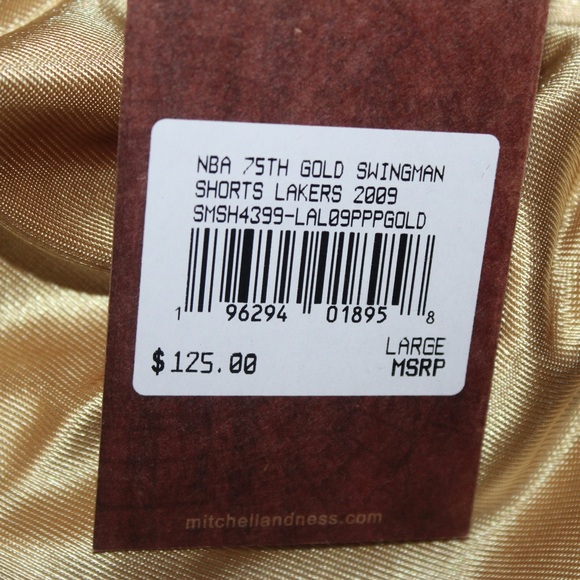 NBA 75TH GOLD SWINGMAN
SHORTS LAKERS 2009
SMSH4399-LAL09PPPGOLD
1 96294 01895 8
LARGE
$125.00 MSRP
mitchellandness.com